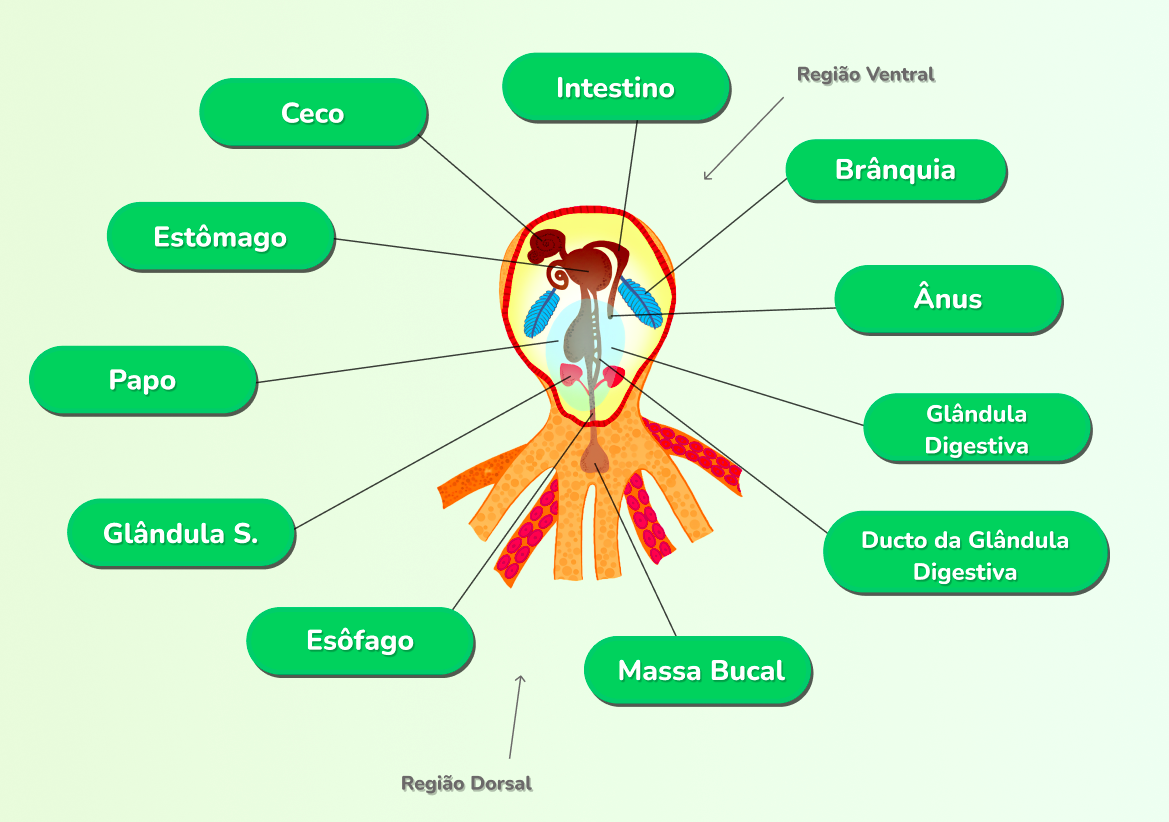 Intestino
Região Ventral
Ceco
Brânquia
Estômago
Ânus
Papo
Glândula
Digestiva
Glândula S.
Ducto da Glândula
Digestiva
Esôfago
Massa Bucal
Região Dorsal